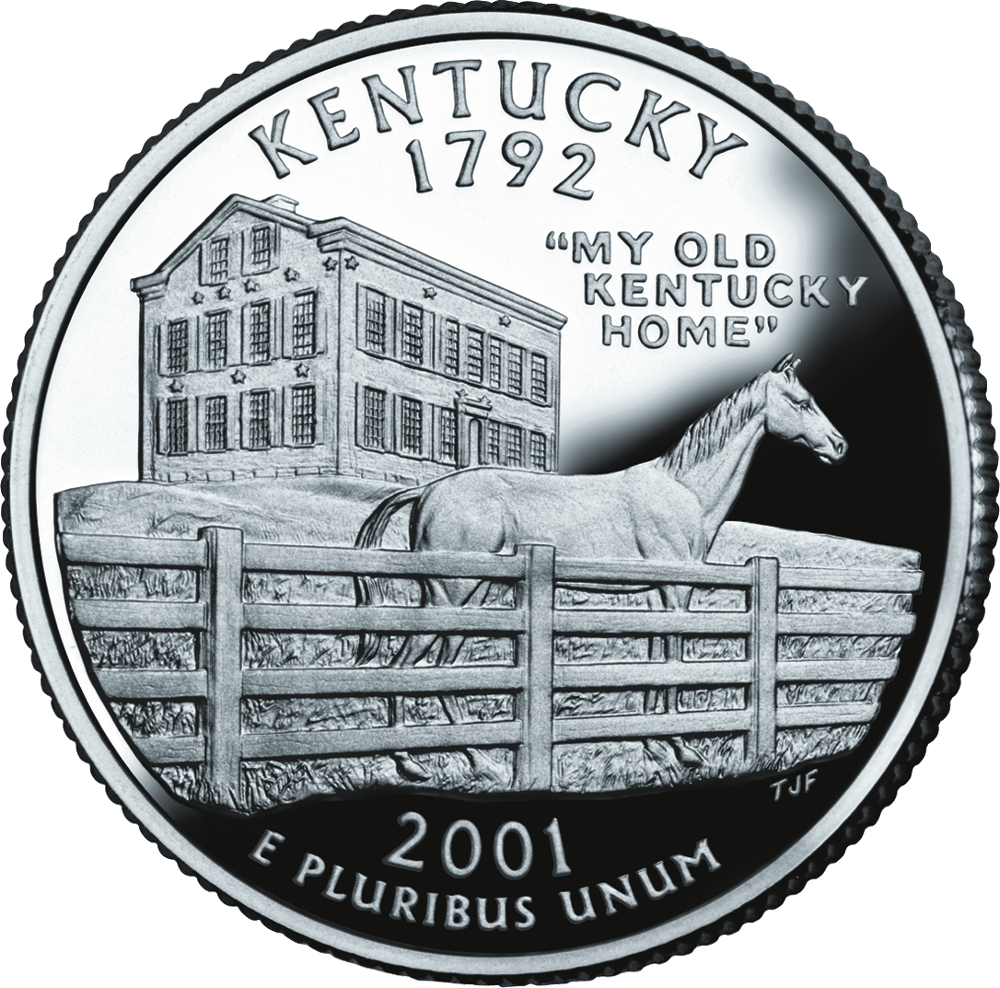 KENTUCKY
1792
“MY OLD
KENTUCKY
HOME”
TJF
2001
E PLURIBUS UNUM